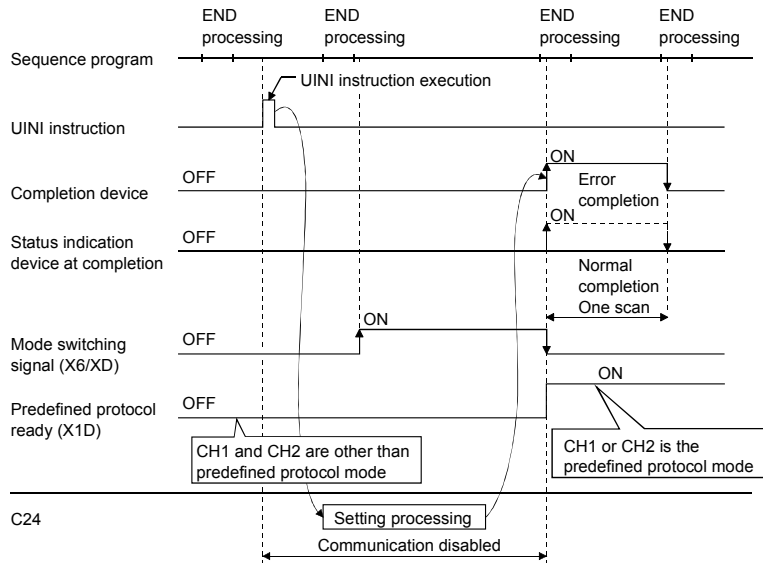 END
processing
END
processing
END
processing
END
processing
Sequence program
UINI instruction execution
UINI instruction
ON
Completion device
OFF
Error
completion
ON
Status indication
device at completion
OFF
Normal
completion
One scan
ON
Mode switching
signal (X6/XD)
OFF
ON
Predefined protocol
ready (X1D)
OFF
CH1 and CH2 are other than
predefined protocol mode
CH1 or CH2 is the
predefined protocol mode
C24
Setting processing
Communication disabled